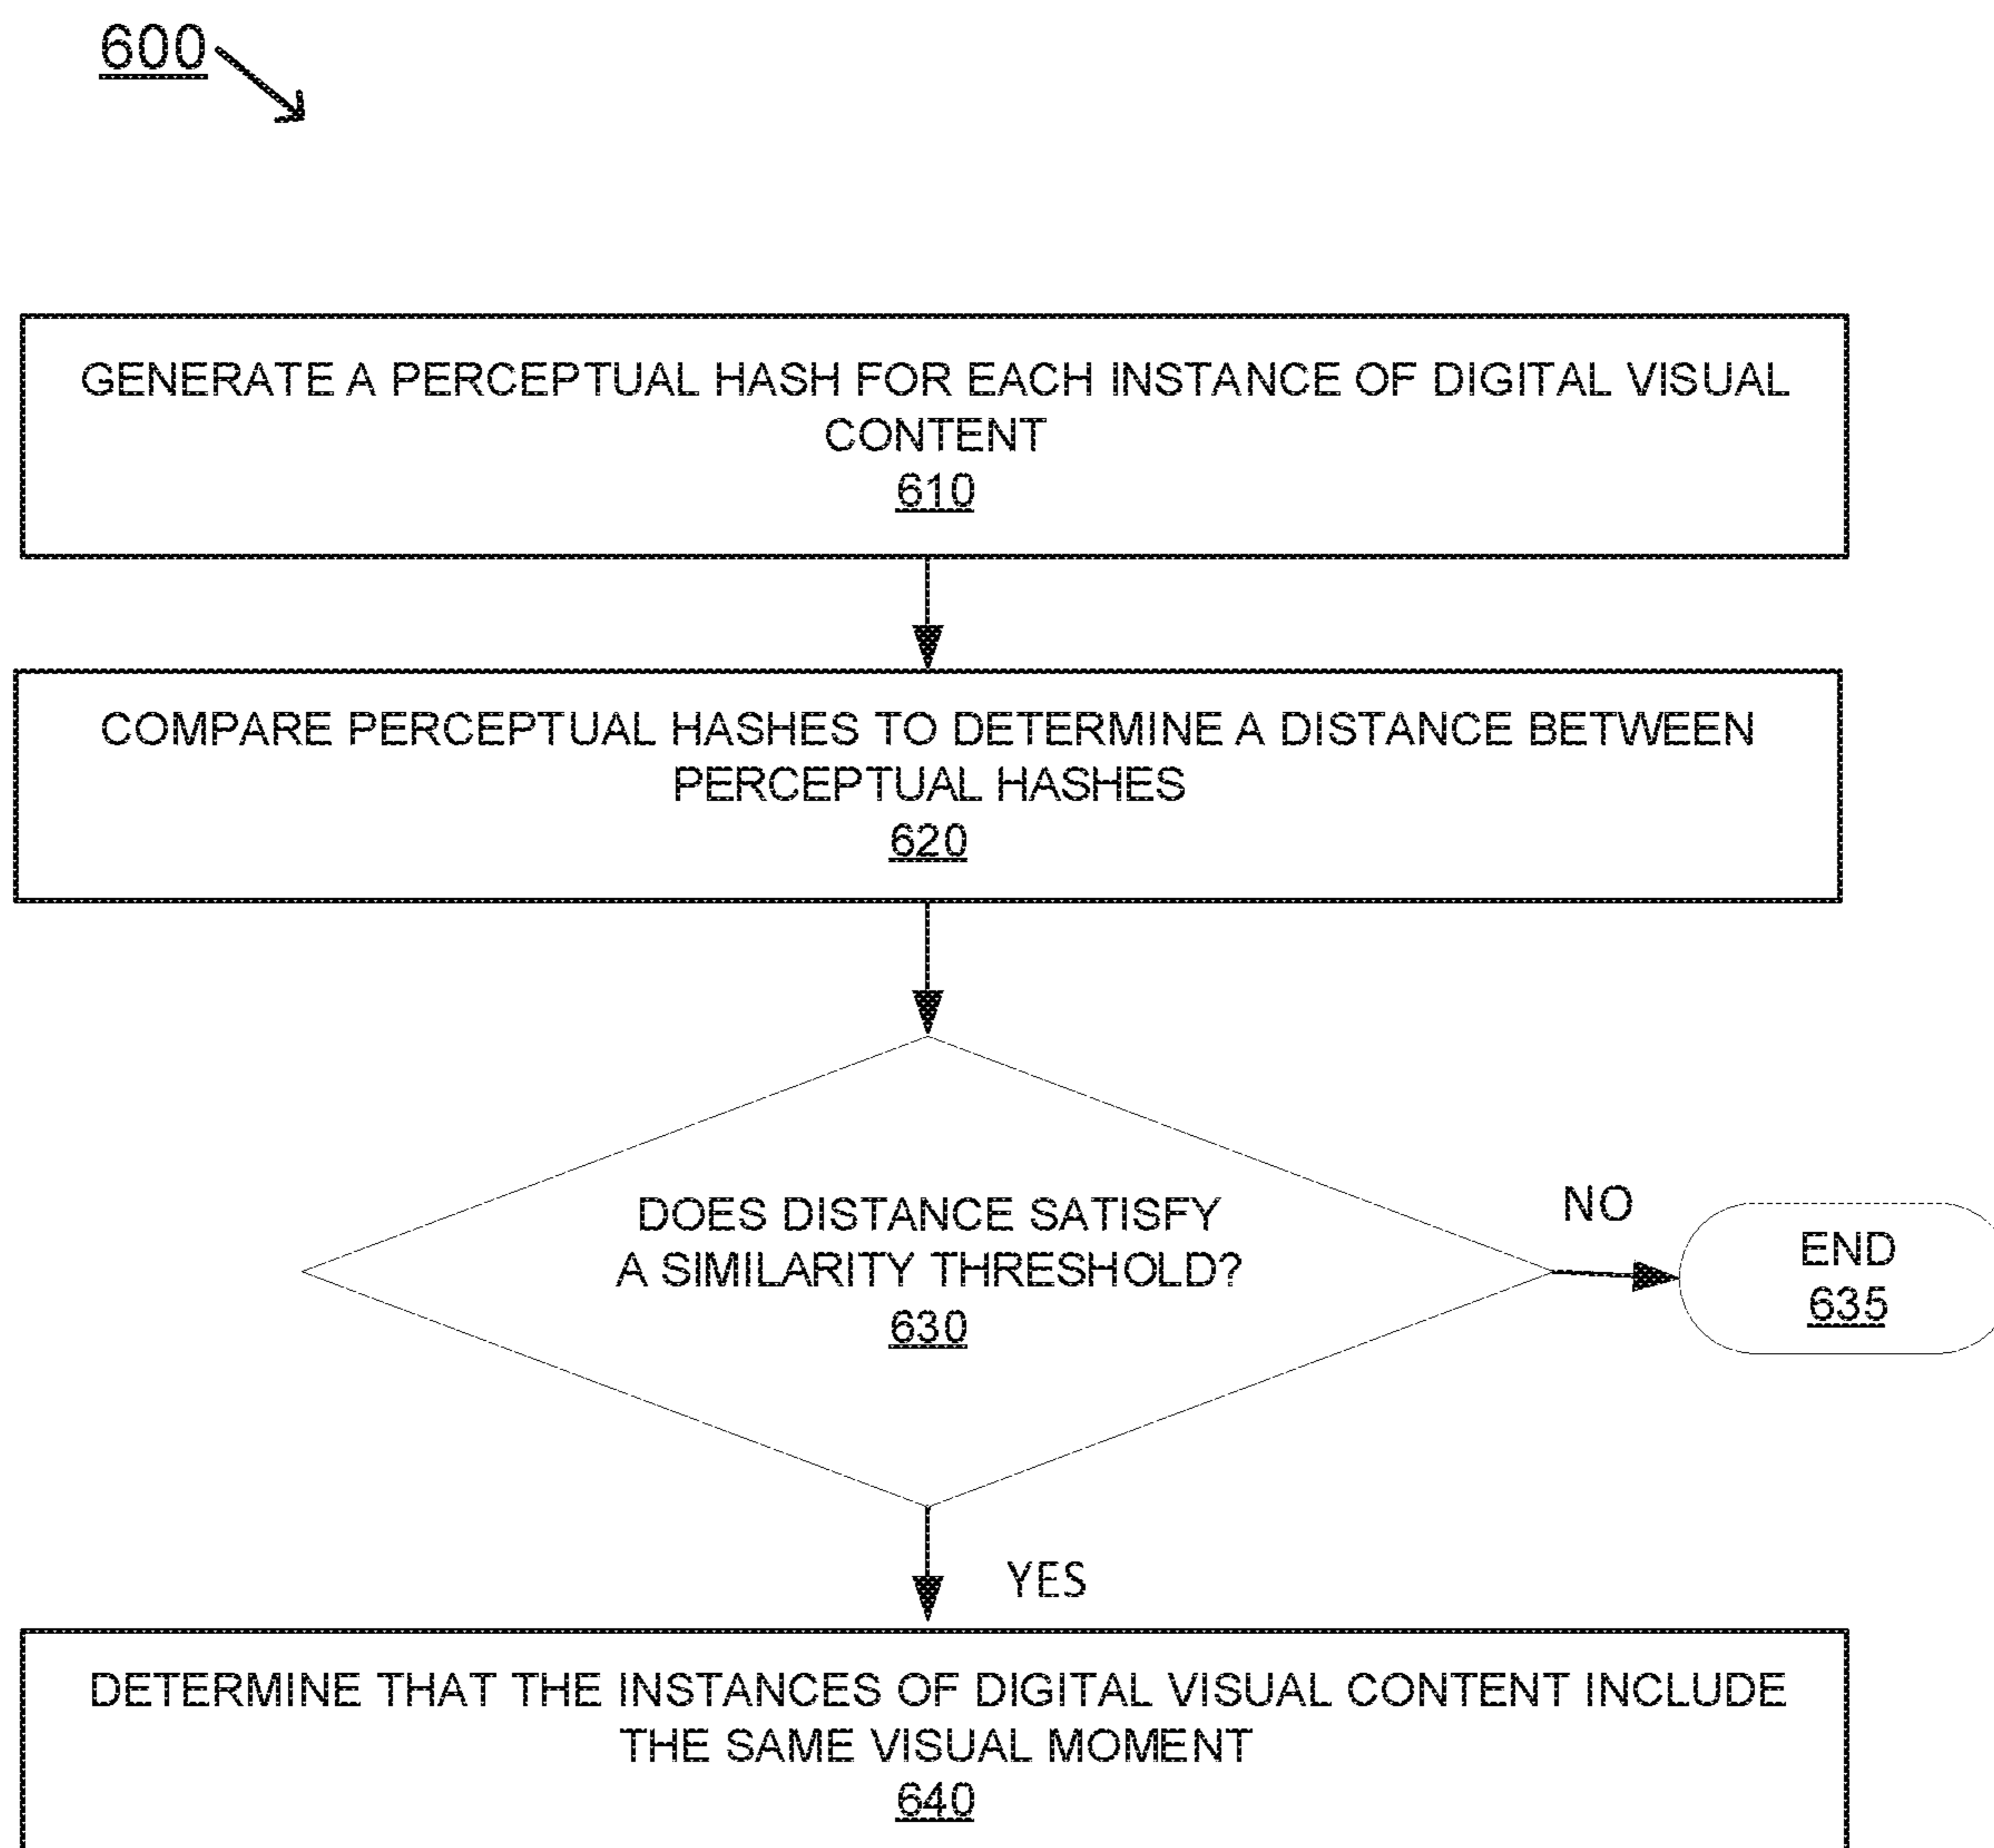 600
GENERATE A PERCEPTUAL HASH FOR EACH INSTANCE OF DIGITAL VISUAL
CONTENT
610
COMPARE PERCEPTUAL HASHES TO DETERMINE A DISTANCE BETWEEN
PERCEPTUAL HASHES
620
DOES DISTANCE SATISFY
A SIMILARITY THRESHOLD?
630
NO
END
635
YES
DETERMINE THAT THE INSTANCES OF DIGITAL VISUAL CONTENT INCLUDE
THE SAME VISUAL MOMENT
640